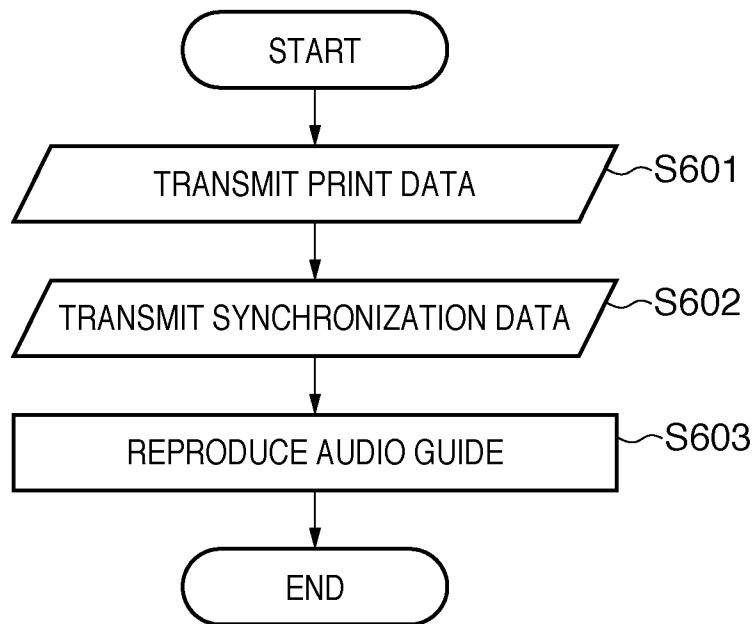 START
TRANSMIT PRINT DATA
S601
TRANSMIT SYNCHRONIZATION DATA
S602
REPRODUCE AUDIO GUIDE
S603
END